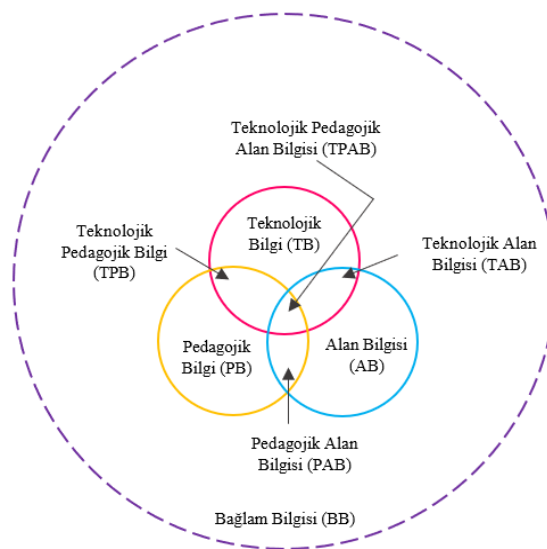 Teknolojik Pedagojik
Alan Bilgisi (TPAB)
Teknolojik
Bilgi (TB)
Teknolojik
Pedagojik Bilgi
(TPB)
Teknolojik Alan
Bilgisi (TAB)
Pedagojik
Bilgi (PB)
Alan Bilgisi
(AB)
Pedagojik Alan
Bilgisi (PAB)
Bağlam Bilgisi (BB)